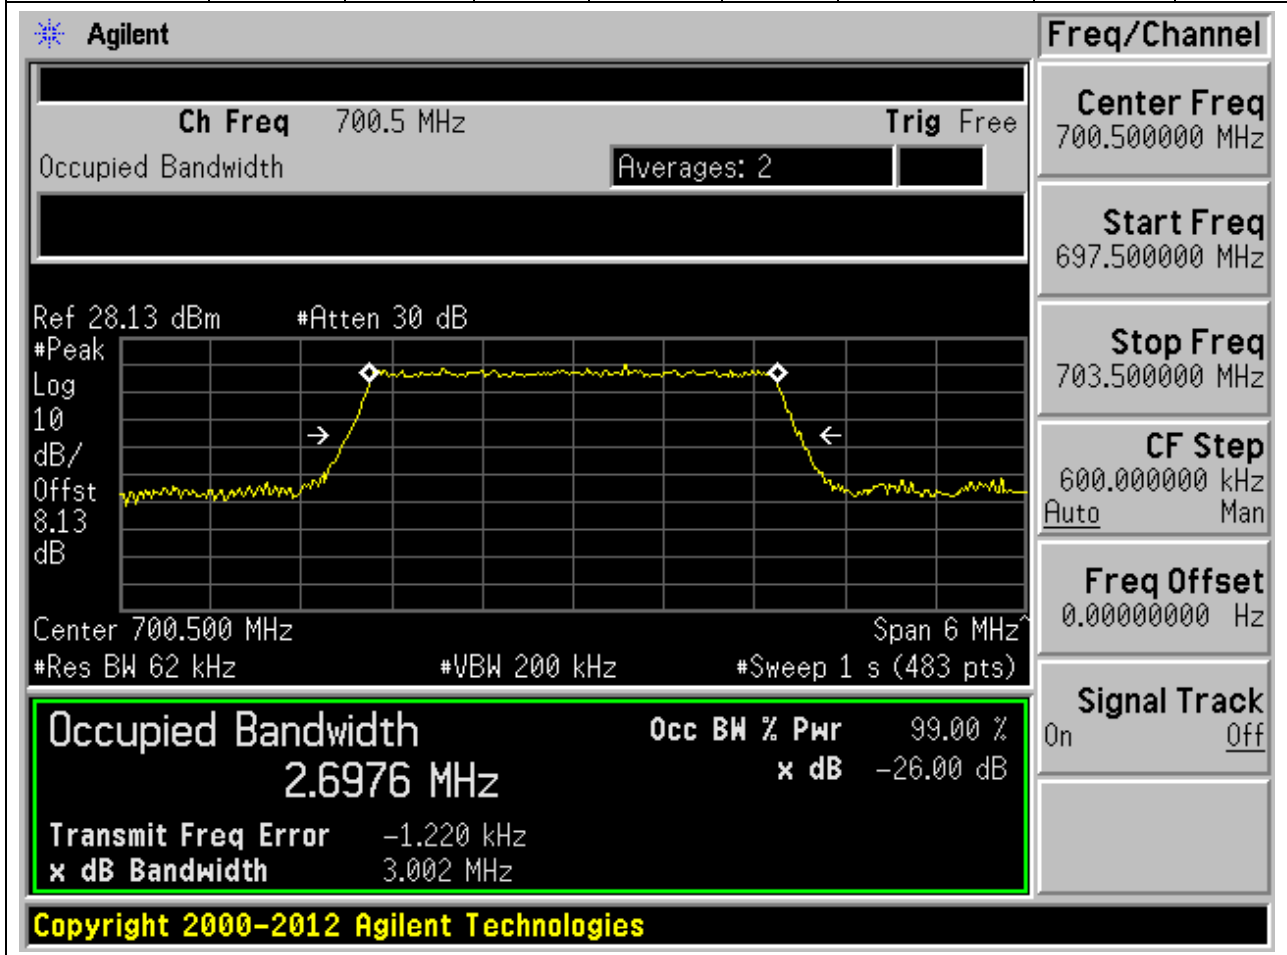 Agilent
Freq/Channel
Ch Freq 700.5 MHz Trig Free
Occupied Bandwidth Averages: 2
Center Freq
700.500000 MHz
Start Freq
697.500000 MHz
Stop Freq
703.500000 MHz
CF Step
600.000000 kHz
Auto Man
Freq Offset
0.00000000 Hz
Signal Track
On Off
Ref 28.13 dBm #Atten 30 dB
#Peak
Log
10
dB/
Offst
8.13
dB
Center 700.500 MHz Span 6 MHz^
#Res BW 62 kHz #VBW 200 kHz #Sweep 1 s (483 pts)
Occupied Bandwidth
2.6976 MHz
Occ BW % Pwr 99.00 %
x dB -26.00 dB
Transmit Freq Error -1.220 kHz
x dB Bandwidth 3.002 MHz
Copyright 2000-2012 Agilent Technologies